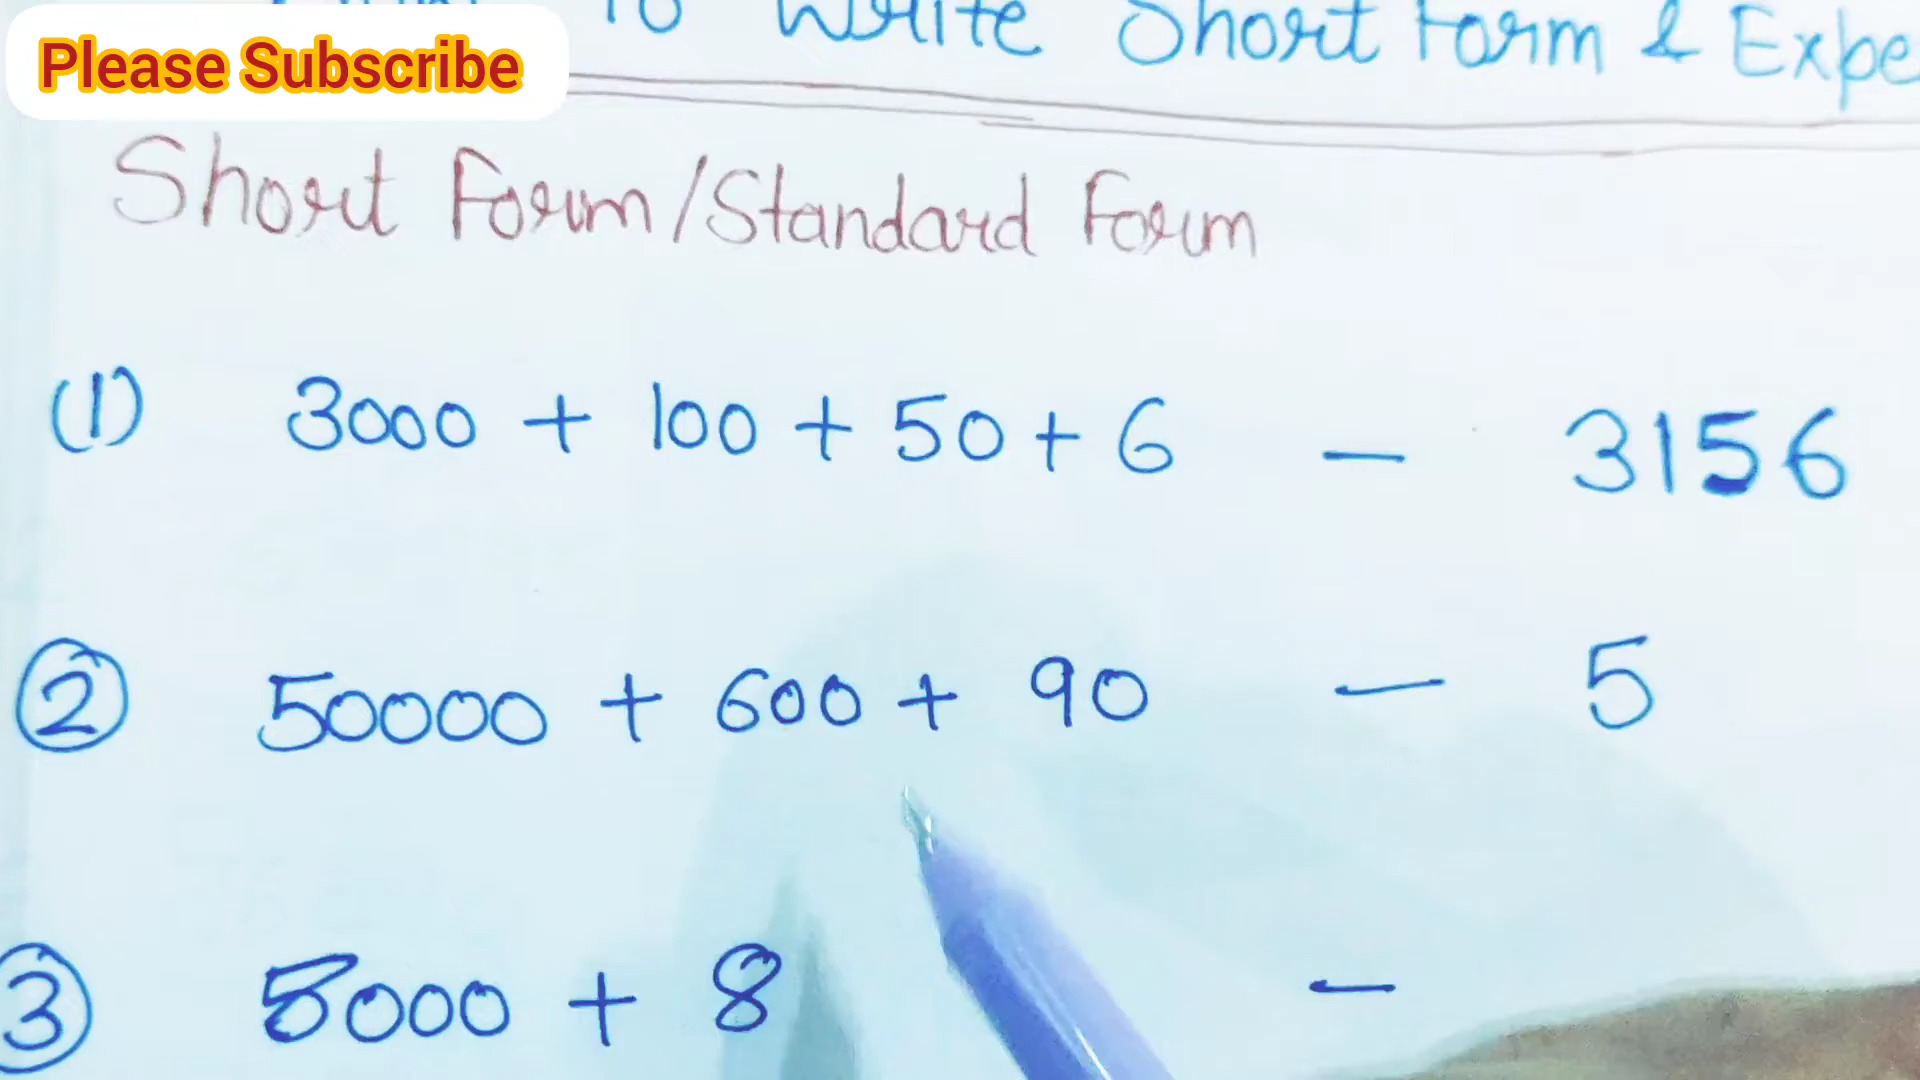 To Write Short Form & Expe
Please Subscribe
Short Form/Standard Form
(1) 3000 + 100 + 50 + 6 - 3156
2 50000 + 600 + 90 - 5
3 5000 + 8 -